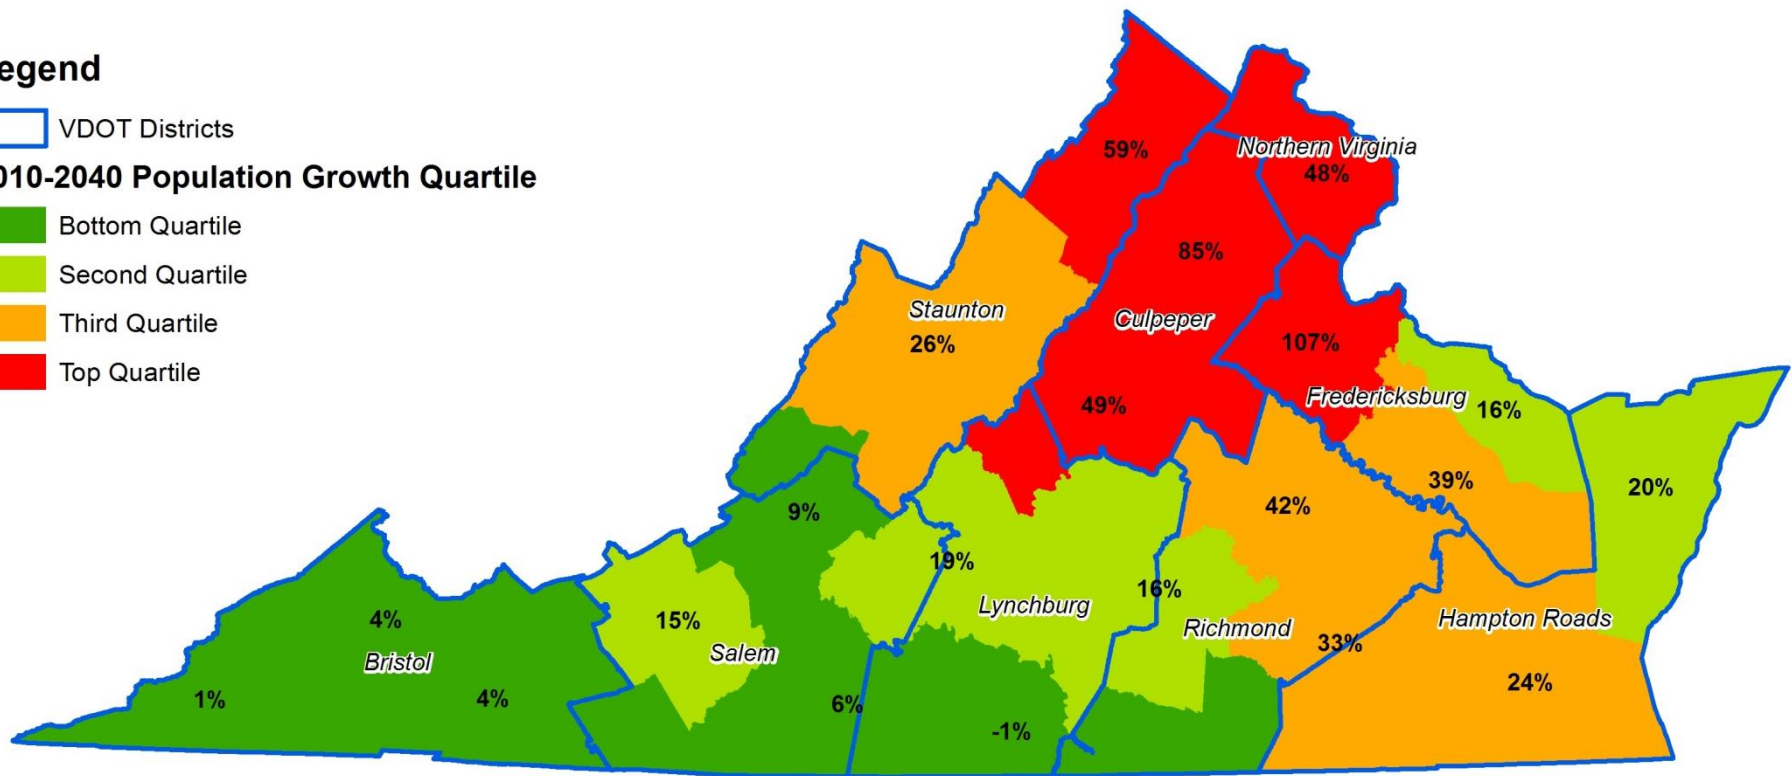 egend
VDOT Districts
010-2040 Population Growth Quartile
Bottom Quartile
Second Quartile
Third Quartile
Top Quartile
59%
Northern Virginia
48%
85%
Staunton
26%
Culpeper
107%
49%
Fredericksburg
16%
39%
20%
42%
9%
19%
16%
Lynchburg
Richmond
Hampton Roads
33%
24%
4%
15%
Bristol
Salem
1%
4%
6%
-1%